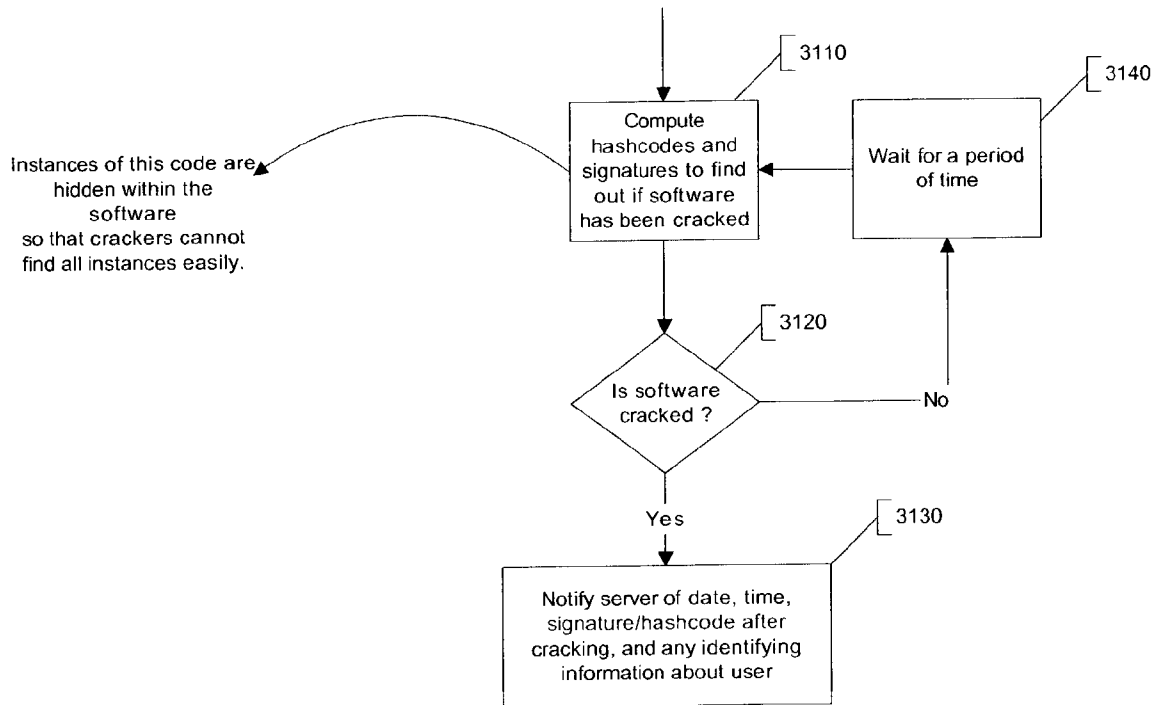 3110
Compute
hashcodes and
signatures to find
out if software
has been cracked
3140
Wait for a period
of time
Instances of this code are
hidden within the
software
so that crackers cannot
find all instances easily.
3120
Is software
cracked ?
No
Yes
3130
Notify server of date, time,
signature/hashcode after
cracking, and any identifying
information about user